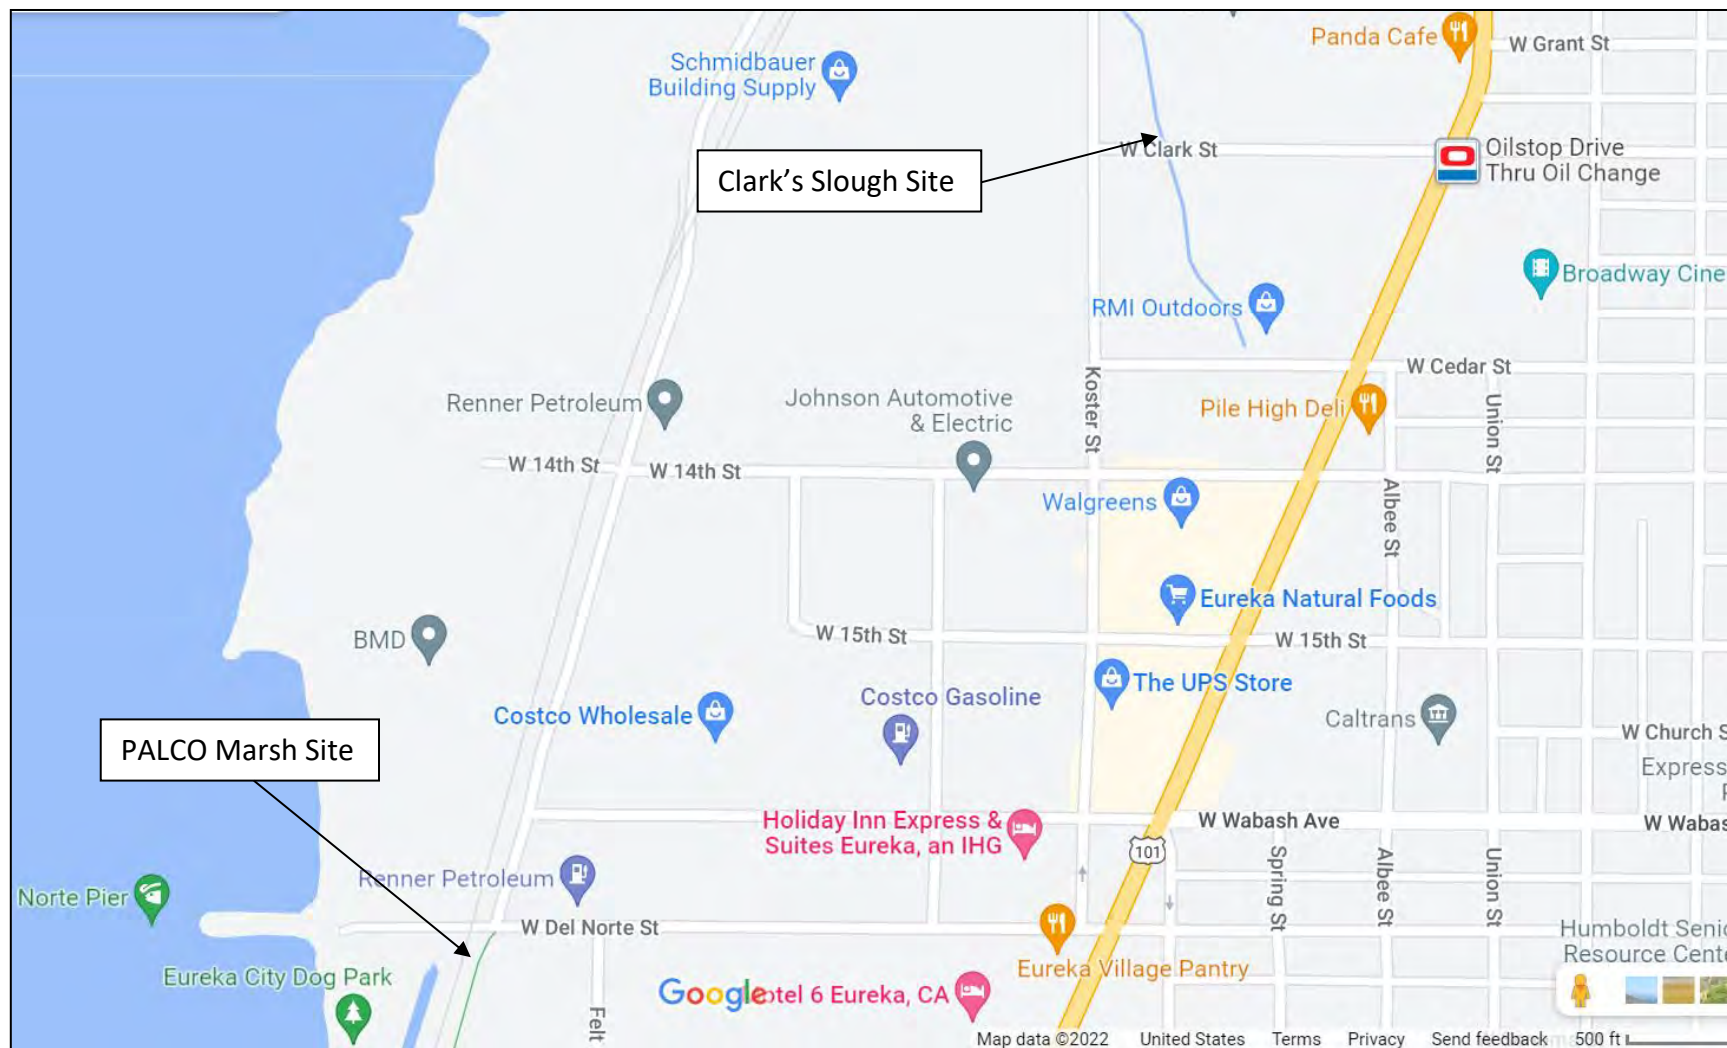 Panda Cafe
W Grant St
Schmidbauer
Building Supply
Clark's Slough Site
W Clark St
Oilstop Drive
Thru Oil Change
Broadway Cine
RMI Outdoors
W Cedar St
Renner Petroleum
Johnson Automotive
& Electric
Koster St
Pile High Deli
Union St
W 14th St
W 14th St
Walgreens
Albee St
Eureka Natural Foods
BMD
W 15th St
W 15th St
The UPS Store
Costco Gasoline
Costco Wholesale
Caltrans
PALCO Marsh Site
W Church S
Express
Holiday Inn Express &
Suites Eureka, an IHG
W Wabash Ave
W Wabas
101
Renner Petroleum
Spring St
Albee St
Union St
Norte Pier
W Del Norte St
Humboldt Senio
Resource Cente
Eureka Village Pantry
Eureka City Dog Park
Google
otel 6 Eureka, CA
Felt
Map data ©2022 United States Terms Privacy Send feedback 500 ft